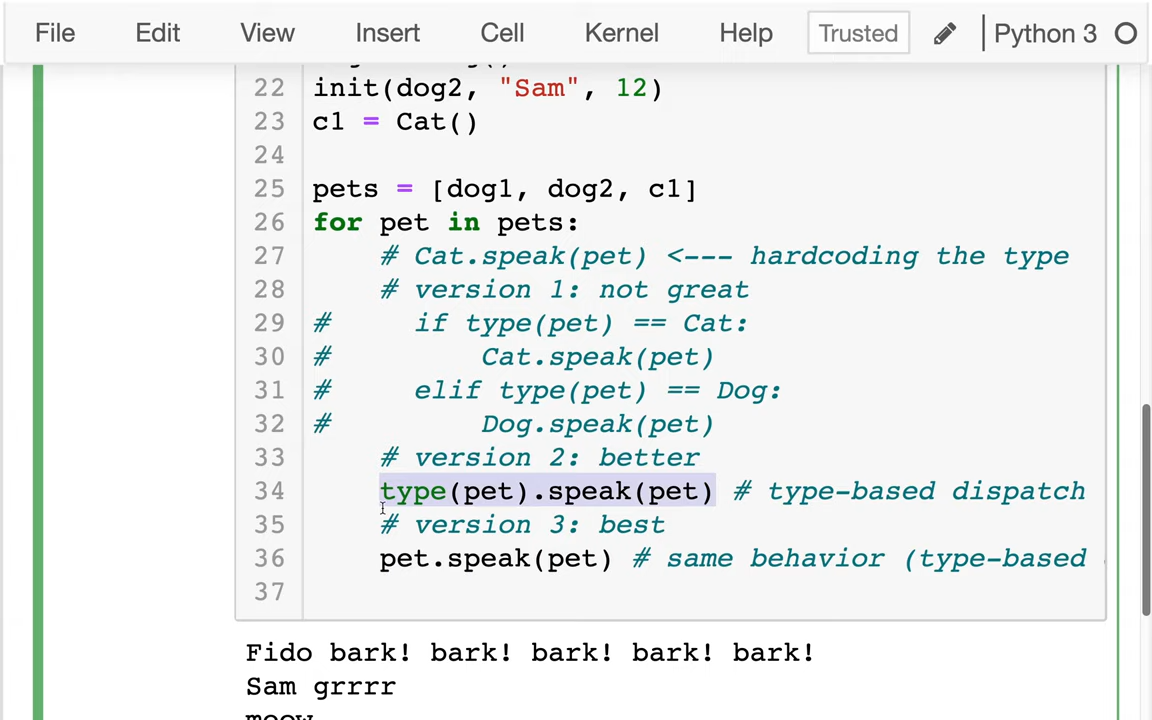 File Edit View Insert Cell Kernel Help Trusted Python 3
22 init(dog2, "Sam", 12)
23 c1 = Cat()
24
25 pets = [dog1, dog2, c1]
26 for pet in pets:
27 # Cat.speak(pet) <--- hardcoding the type
28 # version 1: not great
29 # if type(pet) == Cat:
30 # Cat.speak(pet)
31 # elif type(pet) == Dog:
32 # Dog.speak(pet)
33 # version 2: better
34 type(pet).speak(pet) # type-based dispatch
35 # version 3: best
36 pet.speak(pet) # same behavior (type-based
37
Fido bark! bark! bark! bark! bark!
Sam grrrr
meow